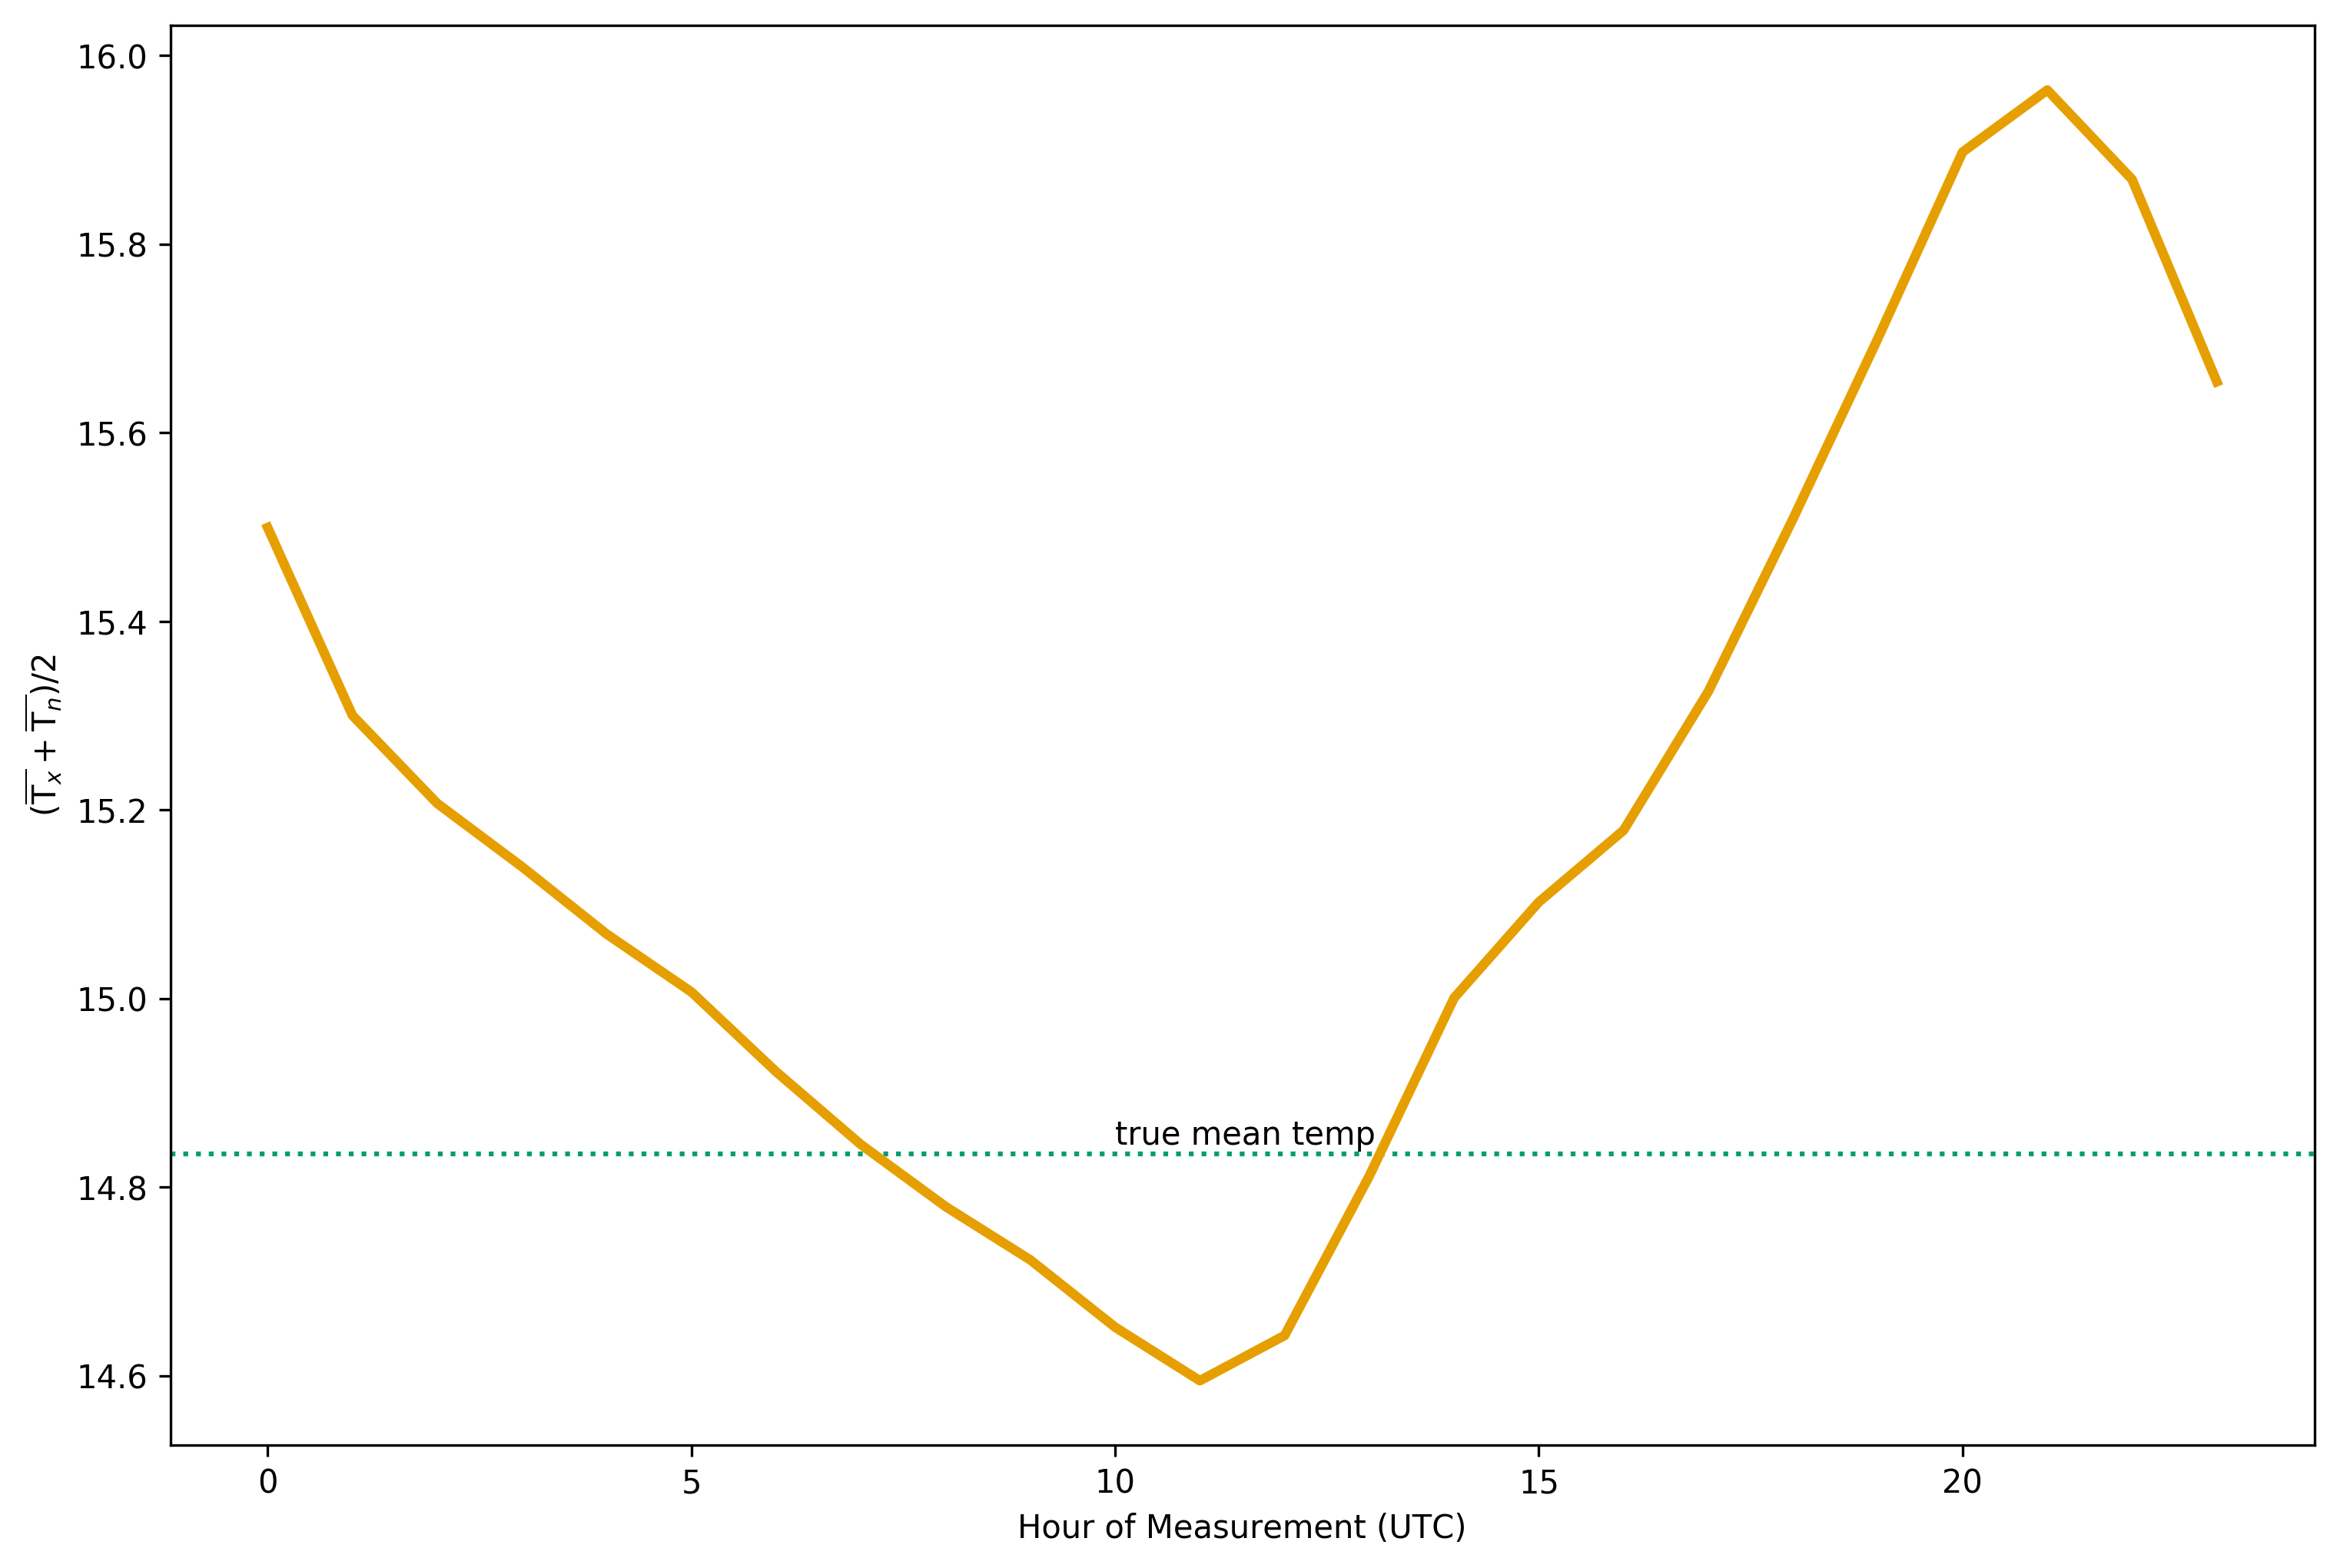 16.0
15.8
15.6
15.4
15.2
15.0
14.8
14.6
(T̅ₓ + T̅ₙ)/2
true mean temp
0 5 10 15 20
Hour of Measurement (UTC)